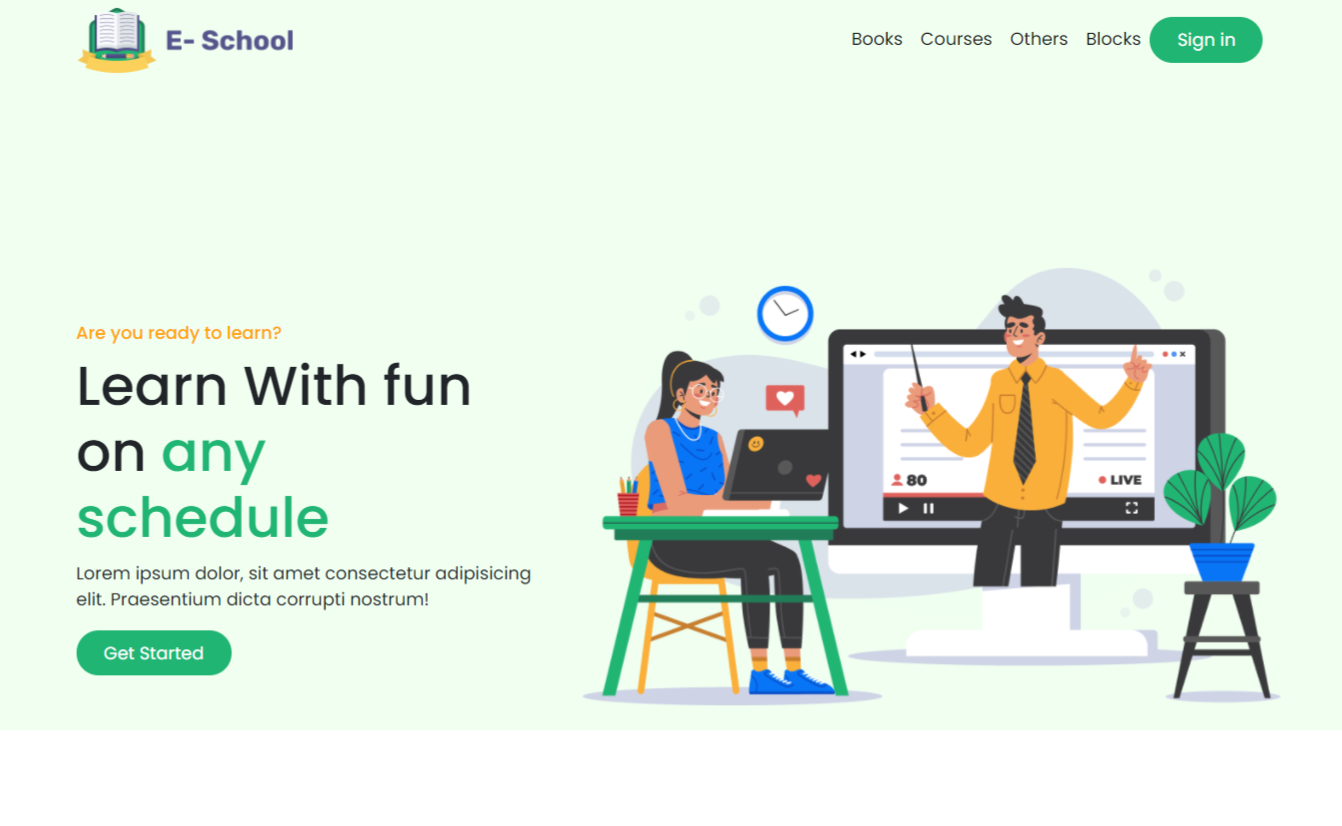 E- School
Books Courses Others Blocks Sign in
Are you ready to learn?
Learn With fun
on any
schedule
Lorem ipsum dolor, sit amet consectetur adipisicing
elit. Praesentium dicta corrupti nostrum!
Get Started
80
LIVE